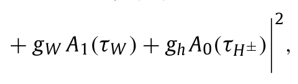 + g_W A_1(τ_W) + g_h A_0(τ_{H^±})|^2,